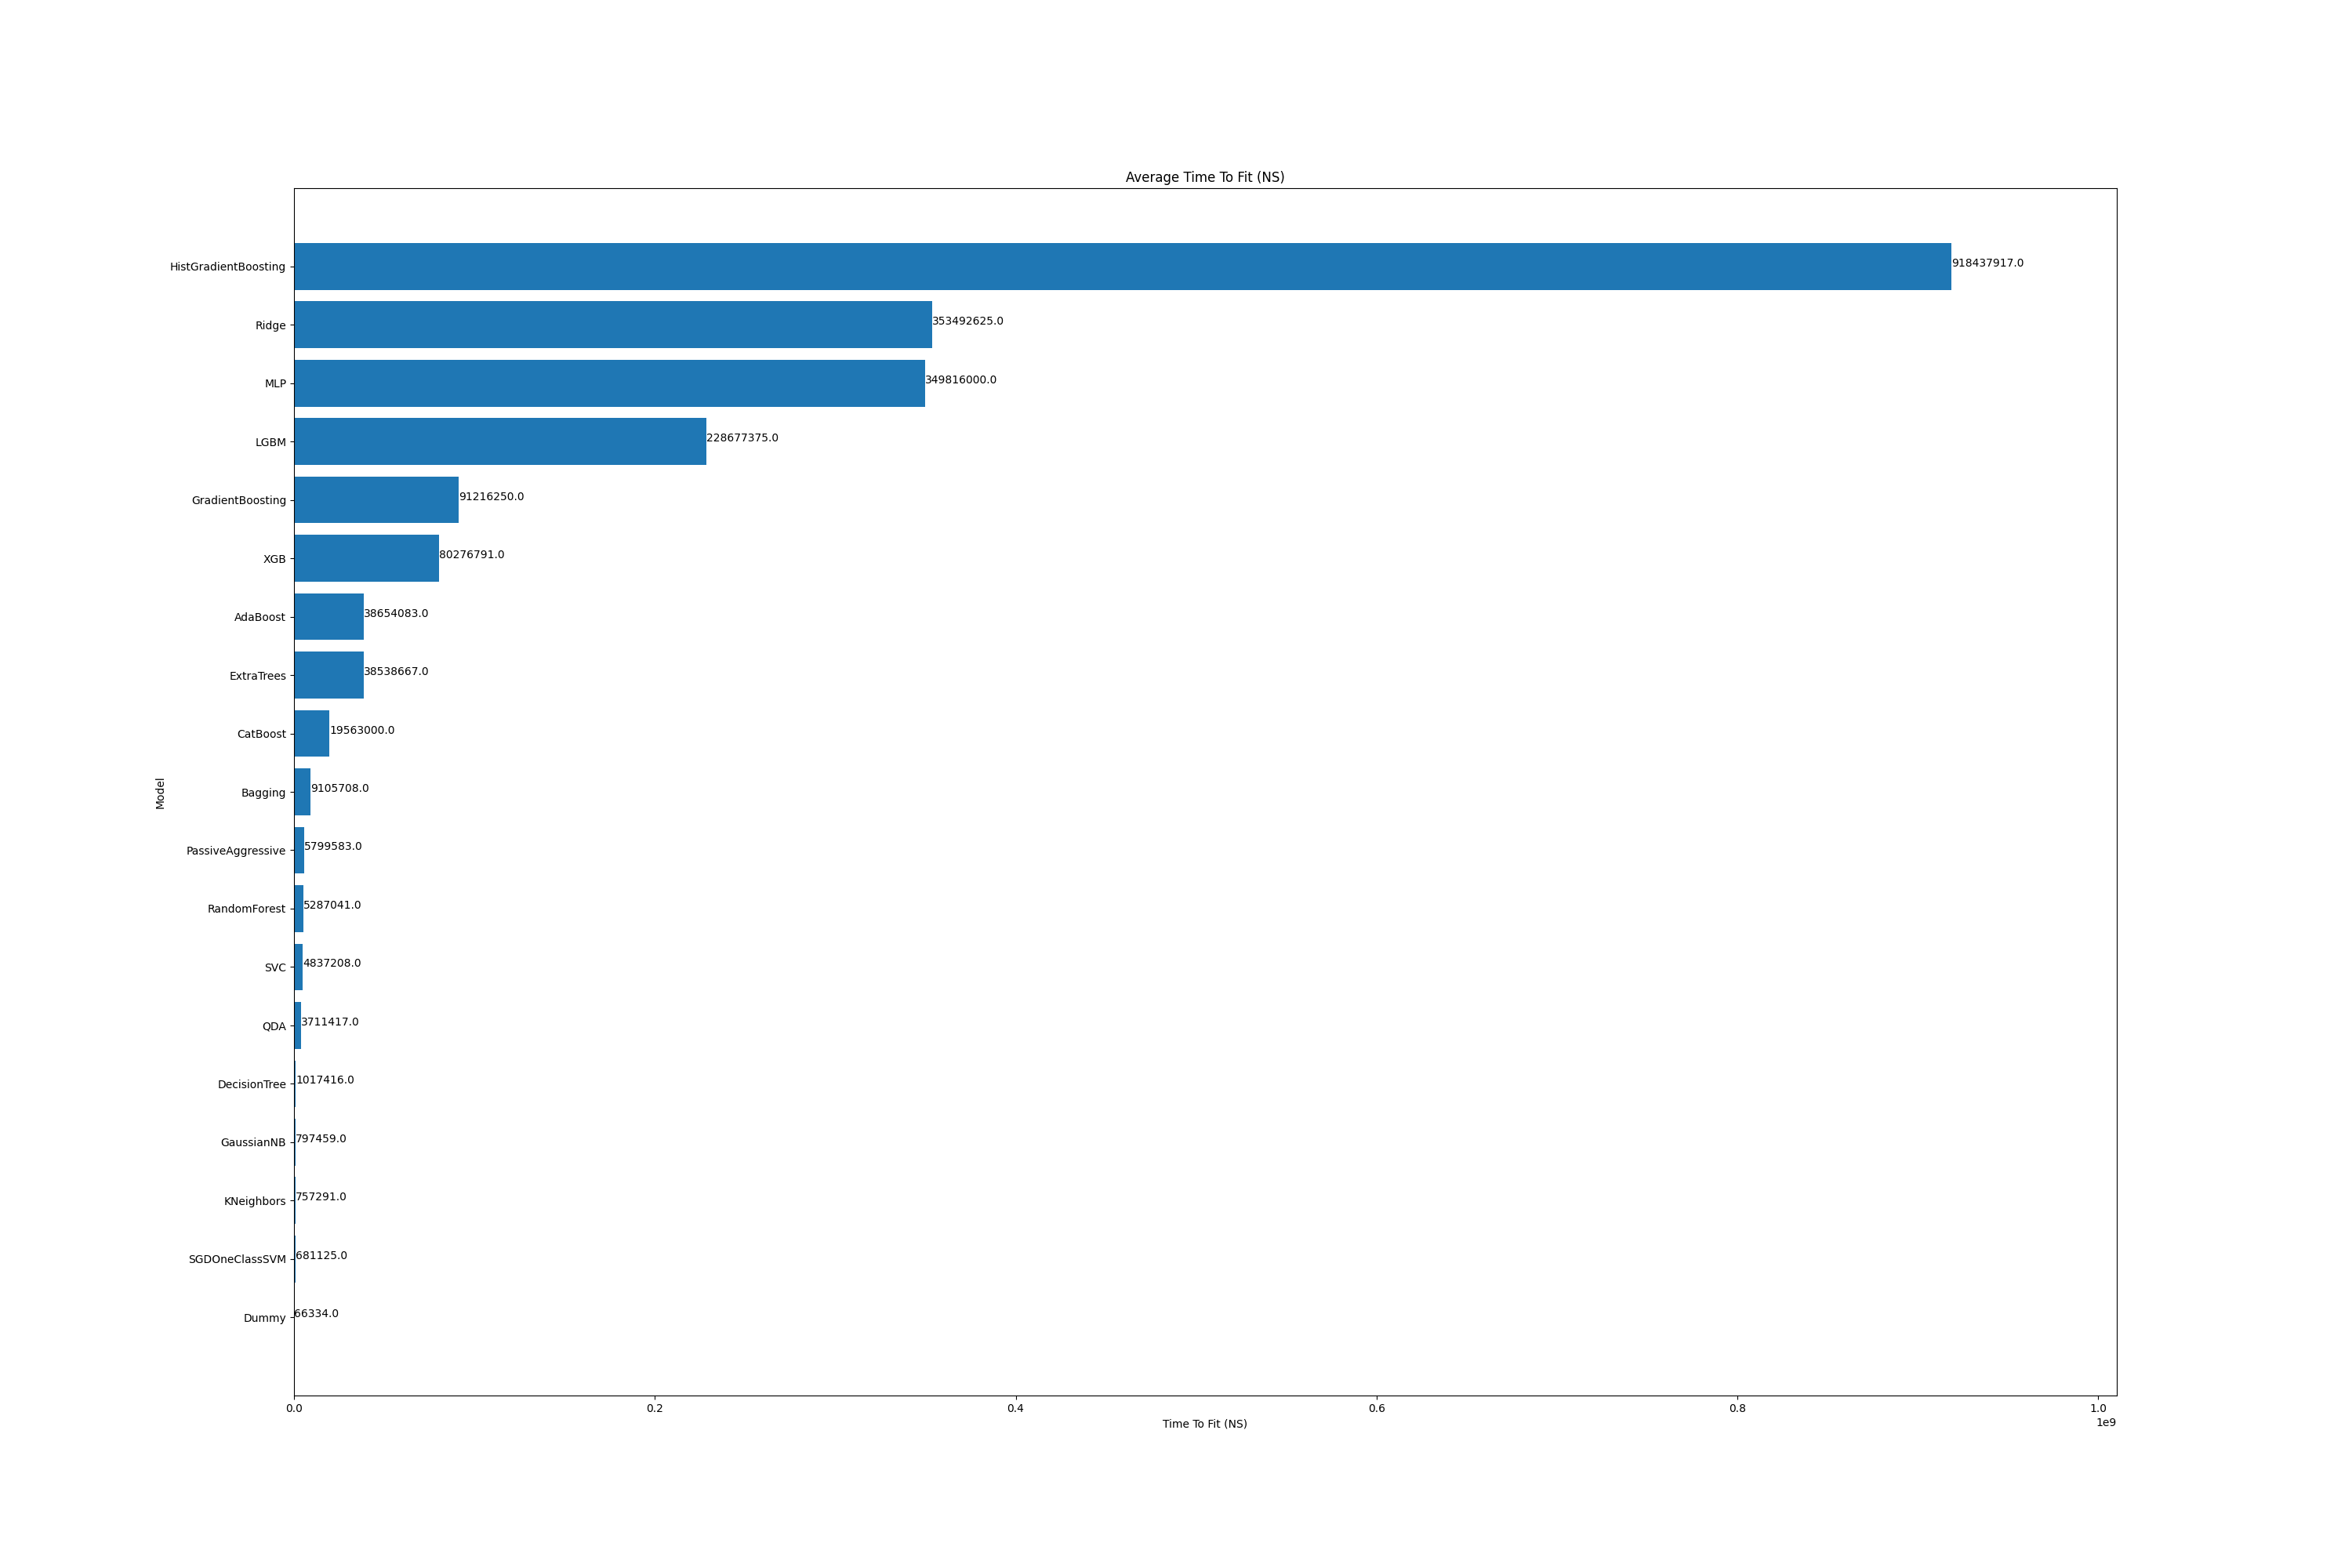 Average Time To Fit (NS)
HistGradientBoosting 918437917.0
Ridge 353492625.0
MLP 349816000.0
LGBM 228677375.0
GradientBoosting 91216250.0
XGB 80276791.0
AdaBoost 38654083.0
ExtraTrees 38538667.0
CatBoost 19563000.0
Bagging 9105708.0
PassiveAggressive 5799583.0
RandomForest 5287041.0
SVC 4837208.0
QDA 3711417.0
DecisionTree 1017416.0
GaussianNB 797459.0
KNeighbors 757291.0
SGDOneClassSVM 681125.0
Dummy 66334.0
Model
0.0 0.2 0.4 0.6 0.8 1.0
1e9
Time To Fit (NS)